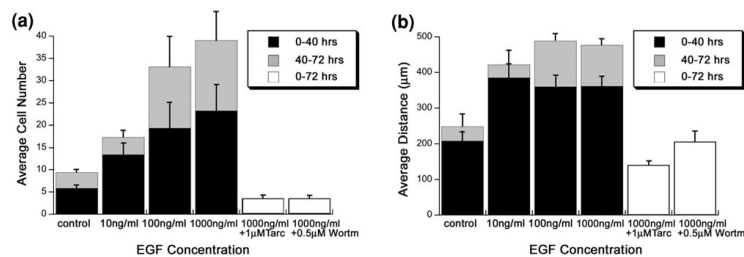 (a)
Average Cell Number
40
35
30
25
20
15
10
5
0
0-40 hrs
40-72 hrs
0-72 hrs
control 10ng/ml 100ng/ml 1000ng/ml 1000ng/ml 1000ng/ml
+1µMTarc +0.5µM Wortm
EGF Concentration
(b)
Average Distance (µm)
500
400
300
200
100
0
0-40 hrs
40-72 hrs
0-72 hrs
control 10ng/ml 100ng/ml 1000ng/ml 1000ng/ml 1000ng/ml
+1µMTarc +0.5µM Wortm
EGF Concentration